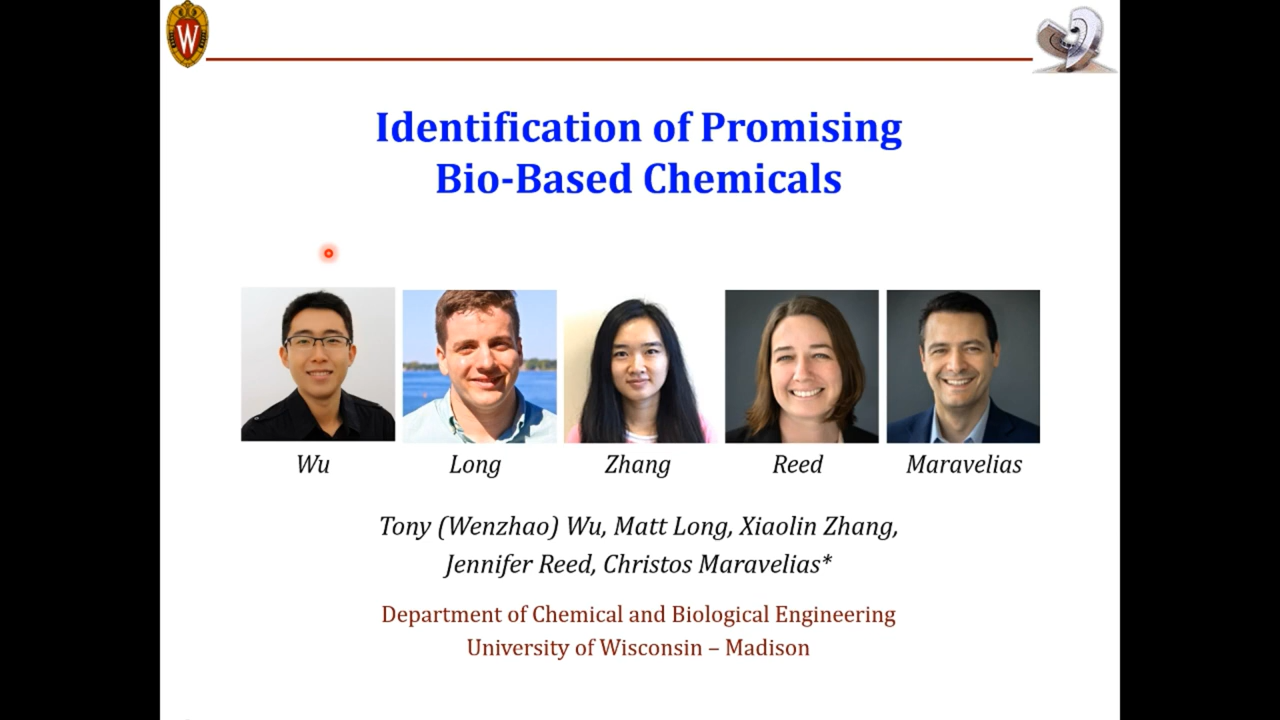 W
Identification of Promising
Bio-Based Chemicals
Wu Long Zhang Reed Maravelias
Tony (Wenzhao) Wu, Matt Long, Xiaolin Zhang,
Jennifer Reed, Christos Maravelias*
Department of Chemical and Biological Engineering
University of Wisconsin – Madison